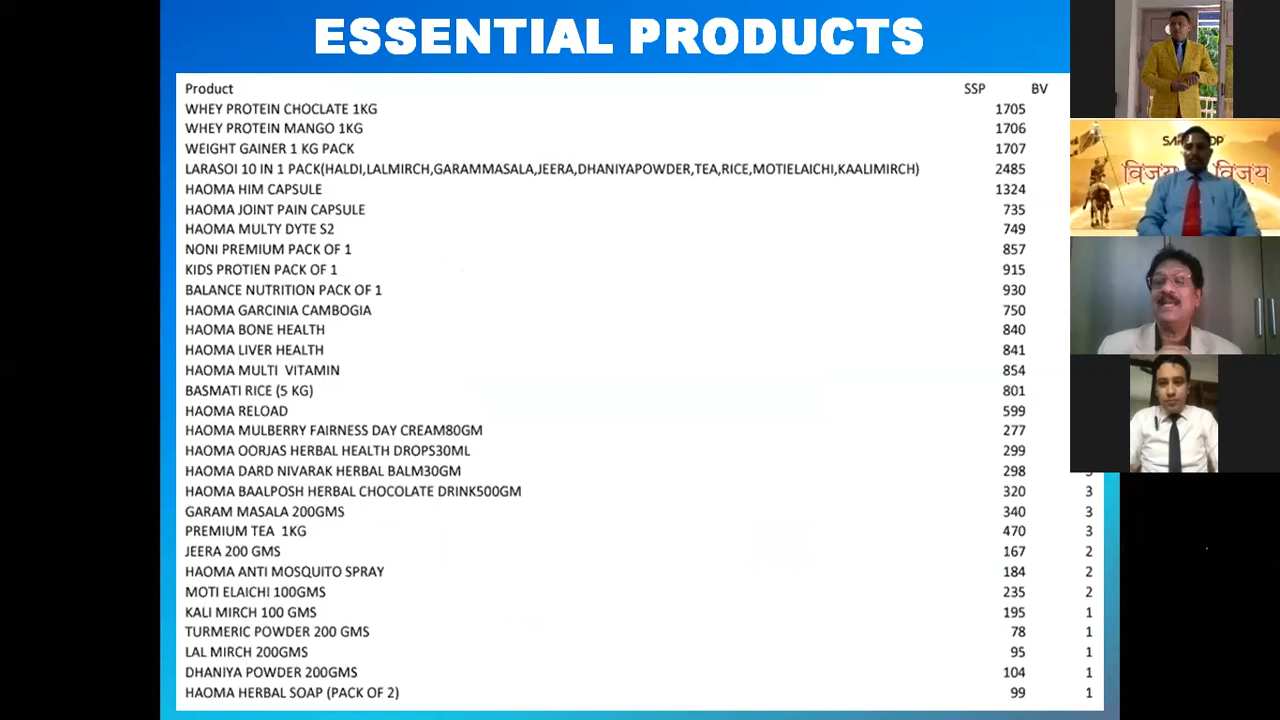 ESSENTIAL PRODUCTS
Product SSP BV
WHEY PROTEIN CHOCLATE 1KG 1705
WHEY PROTEIN MANGO 1KG 1706
WEIGHT GAINER 1 KG PACK 1707
LARASOI 10 IN 1 PACK(HALDI,LALMIRCH,GARAMMASALA,JEERA,DHANIYAPOWDER,TEA,RICE,MOTIELAICHI,KAALIMIRCH) 2485
HAOMA HIM CAPSULE 1324
HAOMA JOINT PAIN CAPSULE 735
HAOMA MULTY DYTE S2 749
NONI PREMIUM PACK OF 1 857
KIDS PROTIEN PACK OF 1 915
BALANCE NUTRITION PACK OF 1 930
HAOMA GARCINIA CAMBOGIA 750
HAOMA BONE HEALTH 840
HAOMA LIVER HEALTH 841
HAOMA MULTI VITAMIN 854
BASMATI RICE (5 KG) 801
HAOMA RELOAD 599
HAOMA MULBERRY FAIRNESS DAY CREAM80GM 277
HAOMA OORJAS HERBAL HEALTH DROPS30ML 299
HAOMA DARD NIVARAK HERBAL BALM30GM 298
HAOMA BAALPOSH HERBAL CHOCOLATE DRINK500GM 320 3
GARAM MASALA 200GMS 340 3
PREMIUM TEA 1KG 470 3
JEERA 200 GMS 167 2
HAOMA ANTI MOSQUITO SPRAY 184 2
MOTI ELAICHI 100GMS 235 2
KALI MIRCH 100 GMS 195 1
TURMERIC POWDER 200 GMS 78 1
LAL MIRCH 200GMS 95 1
DHANIYA POWDER 200GMS 104 1
HAOMA HERBAL SOAP (PACK OF 2) 99 1
विजय विजय